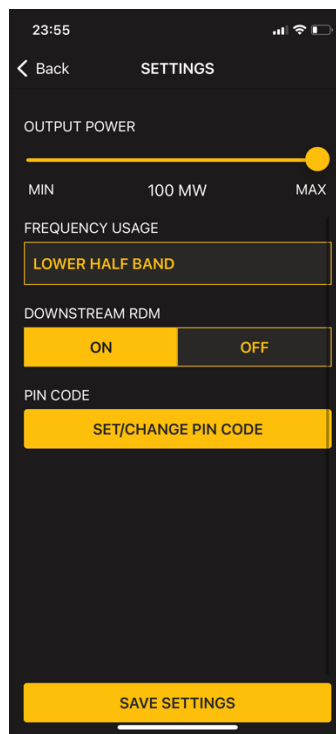 23:55
Back SETTINGS
OUTPUT POWER
MIN 100 MW MAX
FREQUENCY USAGE
LOWER HALF BAND
DOWNSTREAM RDM
ON OFF
PIN CODE
SET/CHANGE PIN CODE
SAVE SETTINGS